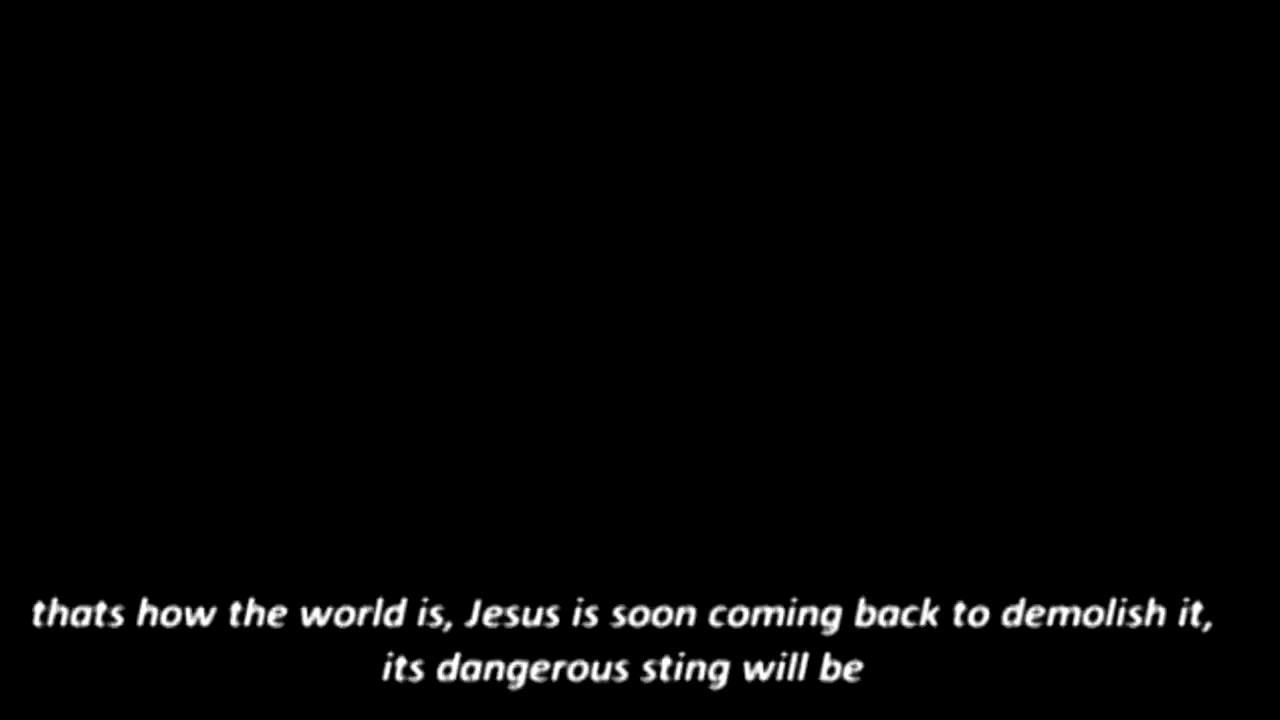 thats how the world is, Jesus is soon coming back to demolish it,
its dangerous sting will be